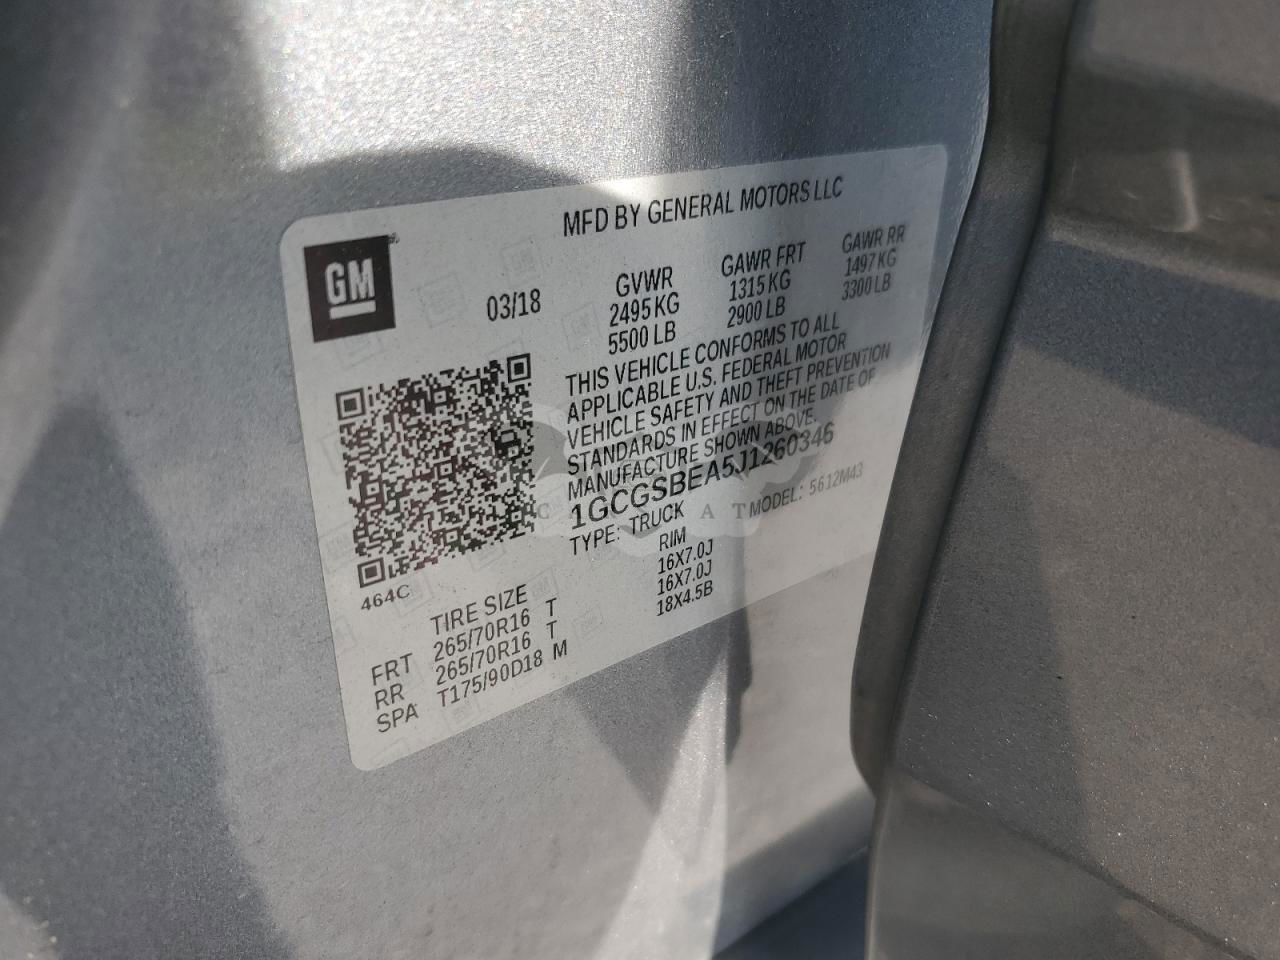 MFD BY GENERAL MOTORS LLC
GM
03/18
GVWR
2495 KG
5500 LB
GAWR FRT
1315 KG
2900 LB
GAWR RR
1497 KG
3300 LB
THIS VEHICLE CONFORMS TO ALL
APPLICABLE U.S. FEDERAL MOTOR
VEHICLE SAFETY AND THEFT PREVENTION
STANDARDS IN EFFECT ON THE DATE OF
MANUFACTURE SHOWN ABOVE.
1GCGSBEA5J1260346
TYPE: TRUCK MODEL: 5612M43
464C
TIRE SIZE RIM
FRT 265/70R16 T 16X7.0J
RR 265/70R16 T 16X7.0J
SPA T175/90D18 M 18X4.5B